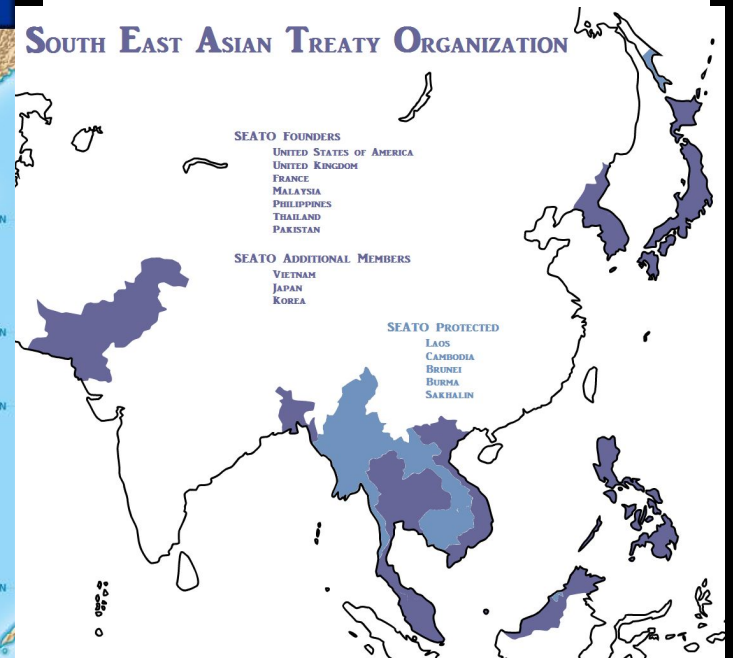 South East Asian Treaty Organization
SEATO Founders
United States of America
United Kingdom
France
Malaysia
Philippines
Thailand
Pakistan
SEATO Additional Members
Vietnam
Japan
Korea
SEATO Protected
Laos
Cambodia
Brunei
Burma
Sakhalin
N
N
N
N